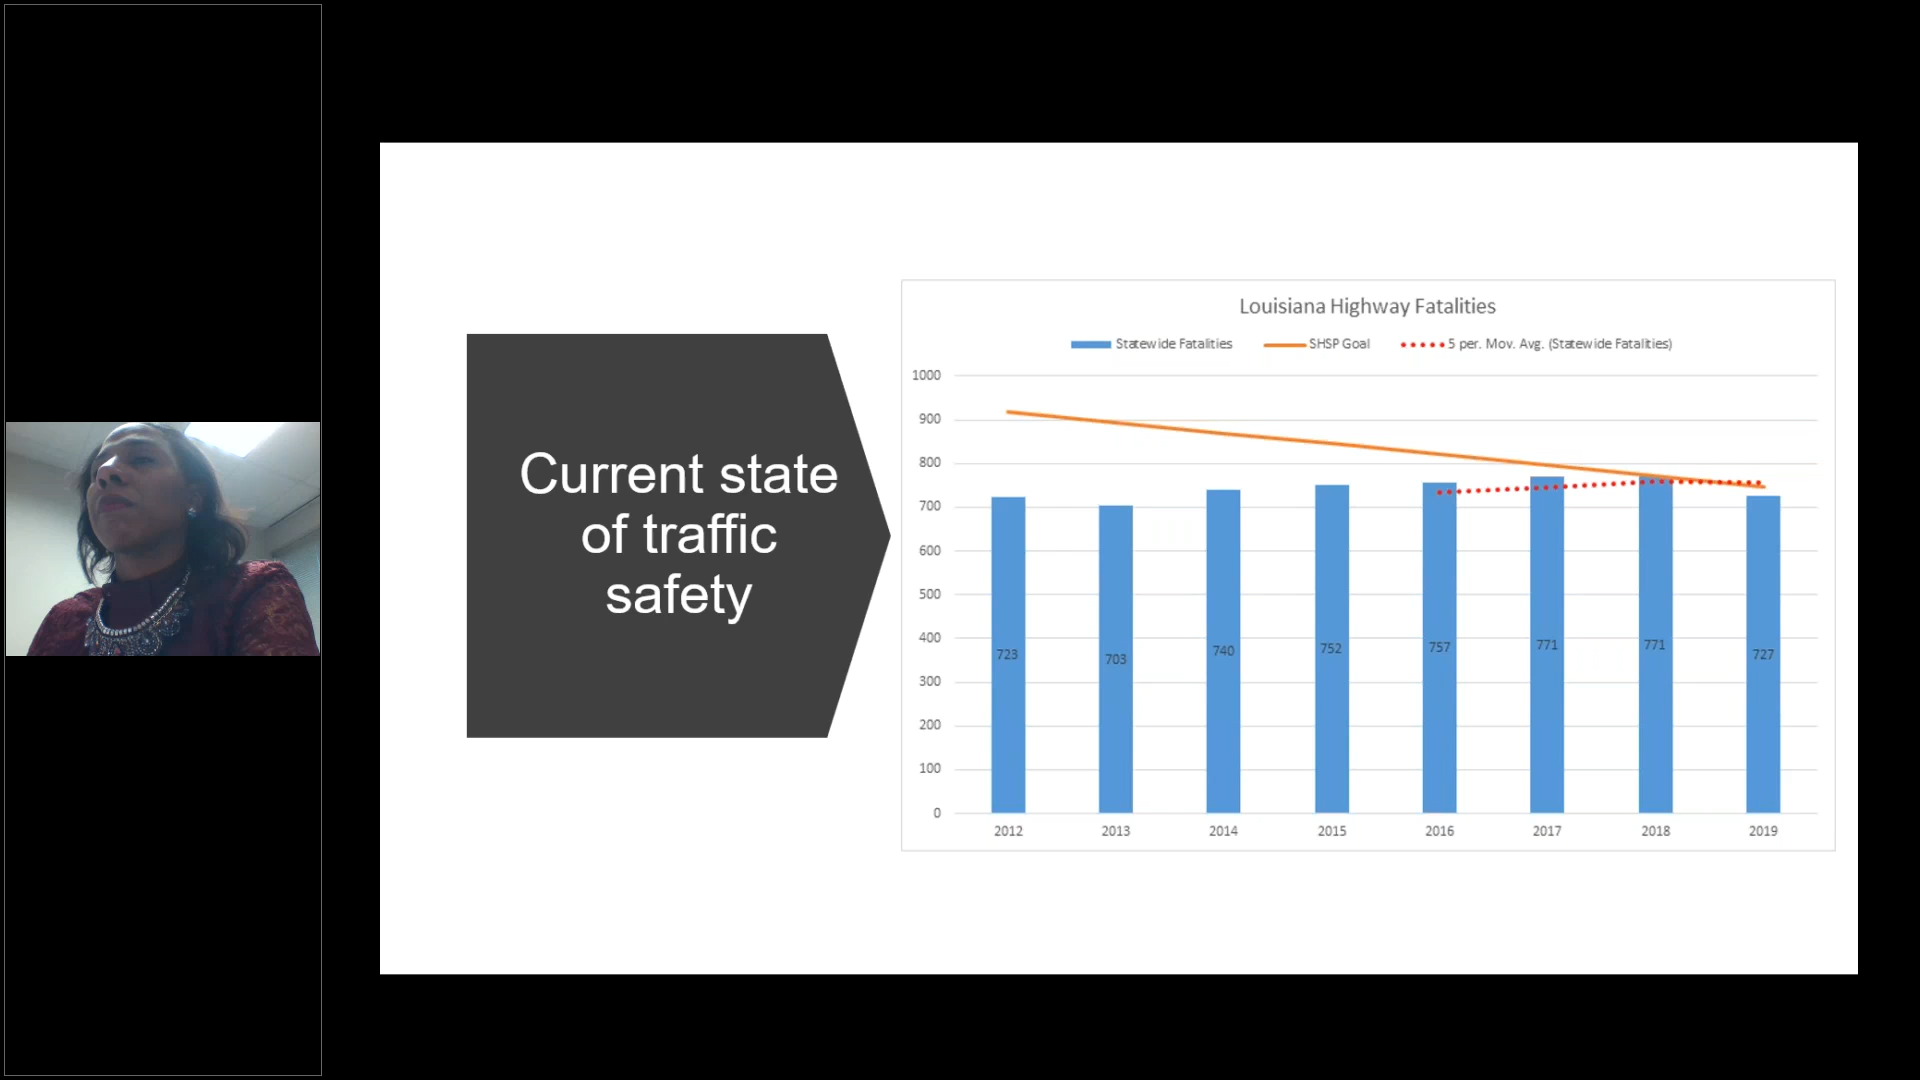 Current state
of traffic
safety
Louisiana Highway Fatalities
Statewide Fatalities SHSP Goal 5 per. Mov. Avg. (Statewide Fatalities)
1000
900
800
700
600
500
400
300
200
100
0
723 703 740 752 757 771 771 727
2012 2013 2014 2015 2016 2017 2018 2019